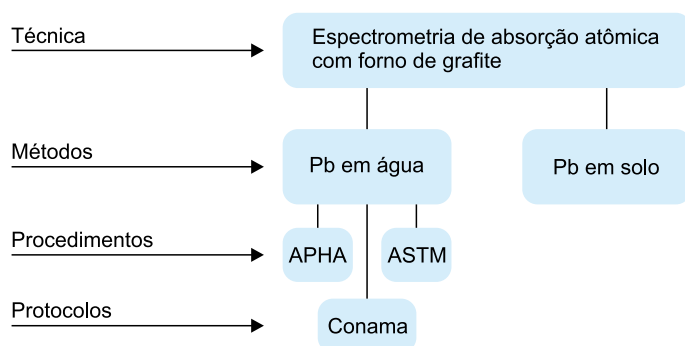 Técnica
Espectrometria de absorção atômica
com forno de grafite
Métodos
Pb em água
Pb em solo
Procedimentos
APHA
ASTM
Protocolos
Conama